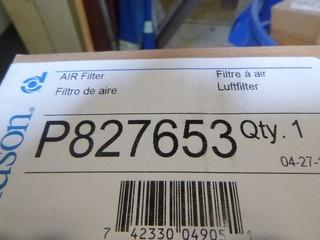 AIR Filter
Filtre à air
Filtro de aire
Luftfilter
P827653 Qty. 1
04-27-
7 42330 04905